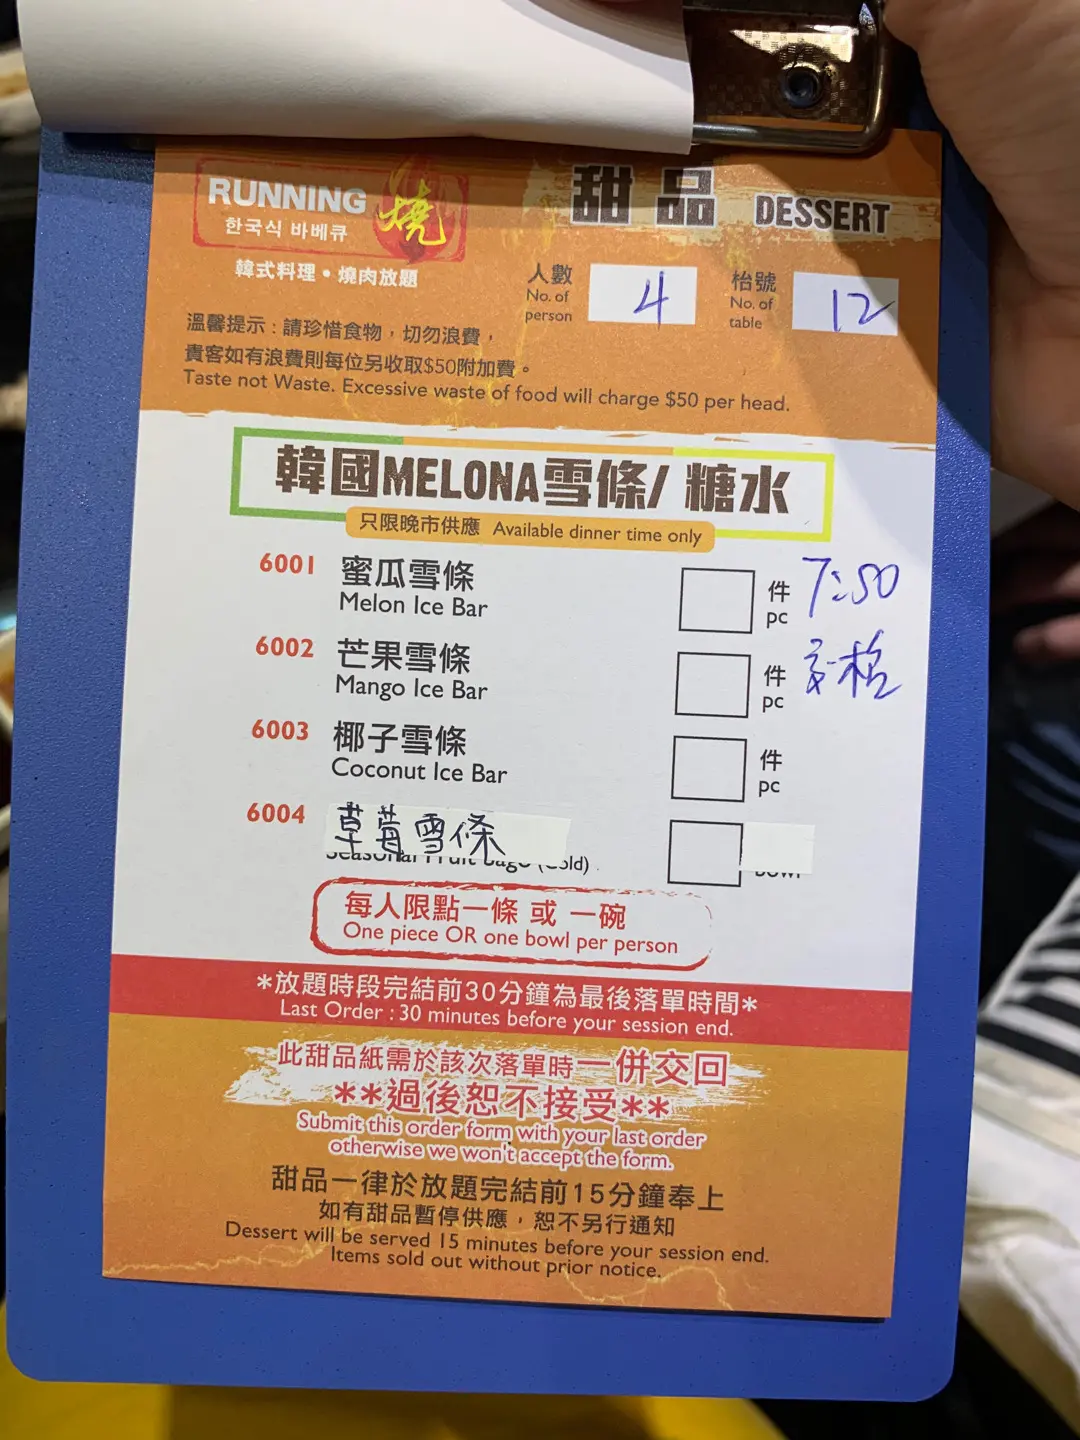 RUNNING
한국식 바베큐
燒
韓式料理・燒肉放題
甜品 DESSERT
人數
No. of
person
4
枱號
No. of
table
12
溫馨提示：請珍惜食物，切勿浪費，
貴客如有浪費則每位另收取$50附加費。
Taste not Waste. Excessive waste of food will charge $50 per head.
韓國MELONA雪條/ 糖水
只限晚市供應 Available dinner time only
6001 蜜瓜雪條 件 7:50
Melon Ice Bar pc
6002 芒果雪條 件
Mango Ice Bar pc
6003 椰子雪條 件
Coconut Ice Bar pc
6004 草莓雪條
Seasonal Fruit Sago (Cold)
bowl
每人限點一條 或 一碗
One piece OR one bowl per person
*放題時段完結前30分鐘為最後落單時間*
Last Order : 30 minutes before your session end.
此甜品紙需於該次落單時一併交回
**過後恕不接受**
Submit this order form with your last order
otherwise we won't accept the form.
甜品一律於放題完結前15分鐘奉上
如有甜品暫停供應，恕不另行通知
Dessert will be served 15 minutes before your session end.
Items sold out without prior notice.